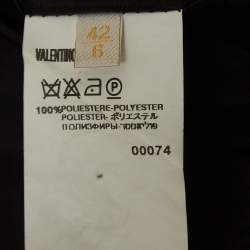 VALENTINO
42
6
100%POLIESTERE-POLYESTER
POLIESTER- ポリエステル
ПОЛИЭФИРЫ-פוליאסטר
00074